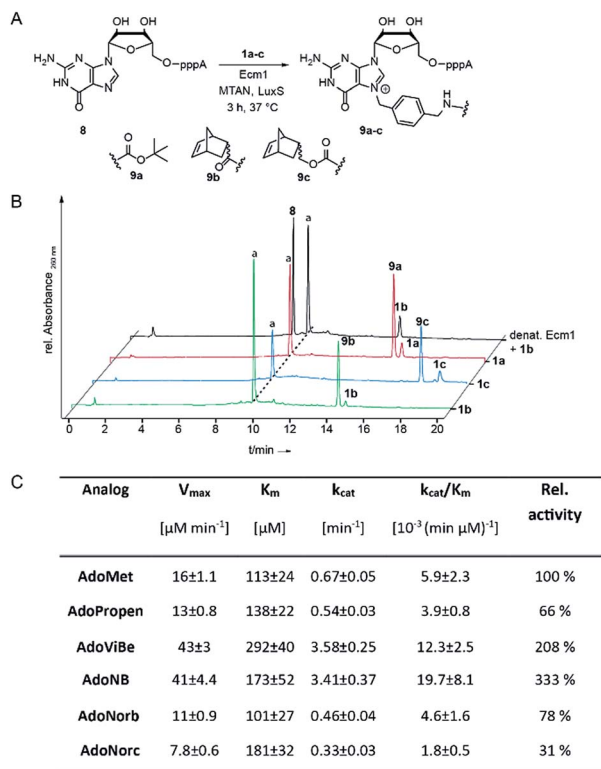 A
OH OH
OH OH
1a-c
Ecm1
MTAN, LuxS
3 h, 37 °C
H₂N N N O O pppA
HN N
O
8
H₂N N N O O pppA
HN N ⊕
O
H
N
9a-c
O
O
9a
O
9b
O
O
9c
B
rel. Absorbance 260 nm
8
a
a
a
a
9a
1b
1a
9c
9b
1c
1b
denat. Ecm1
+ 1b
1a
1c
1b
0 2 4 6 8 10 12 14 16 18 20
t/min
C
Analog Vmax Km kcat kcat/Km Rel. activity
[µM min⁻¹] [µM] [min⁻¹] [10⁻³ (min µM)⁻¹]
AdoMet 16±1.1 113±24 0.67±0.05 5.9±2.3 100 %
AdoPropen 13±0.8 138±22 0.54±0.03 3.9±0.8 66 %
AdoViBe 43±3 292±40 3.58±0.25 12.3±2.5 208 %
AdoNB 41±4.4 173±52 3.41±0.37 19.7±8.1 333 %
AdoNorb 11±0.9 101±27 0.46±0.04 4.6±1.6 78 %
AdoNorc 7.8±0.6 181±32 0.33±0.03 1.8±0.5 31 %